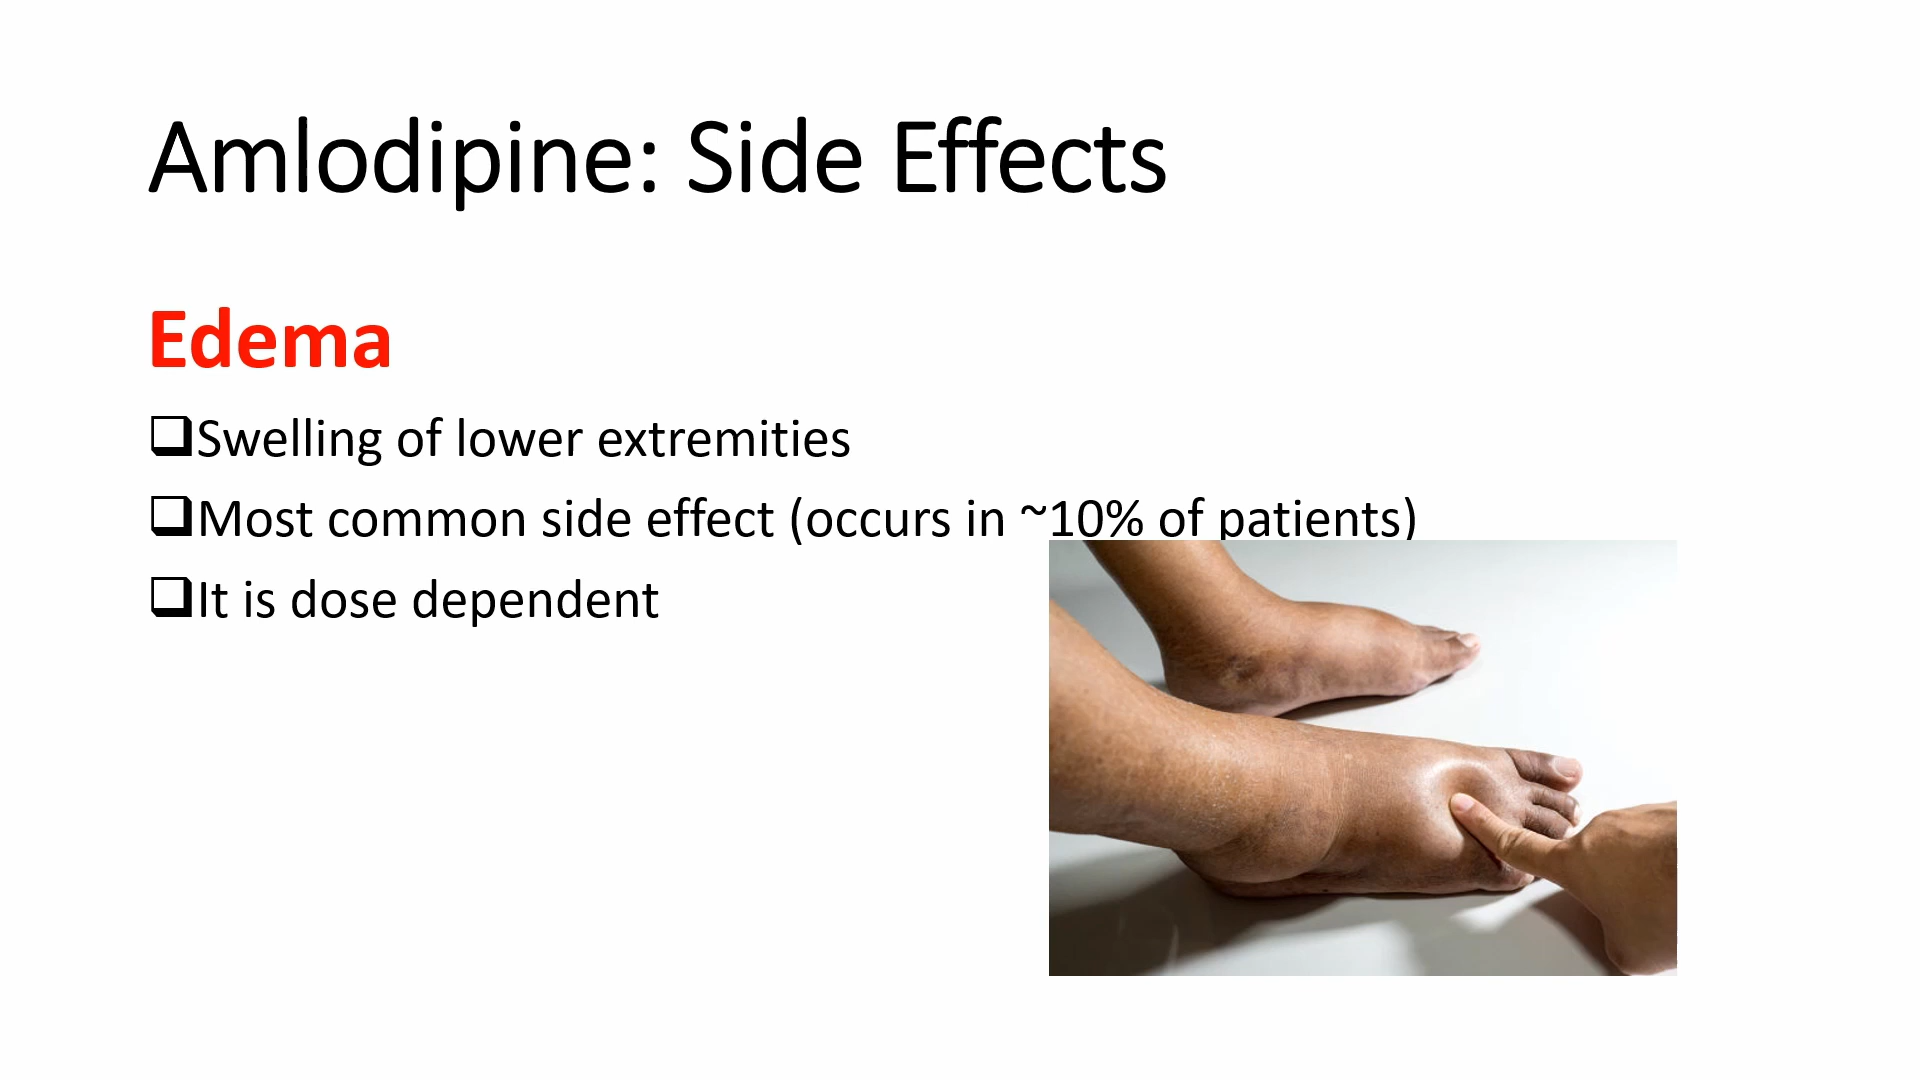 Amlodipine: Side Effects
Edema
❑Swelling of lower extremities
❑Most common side effect (occurs in ~10% of patients)
❑It is dose dependent